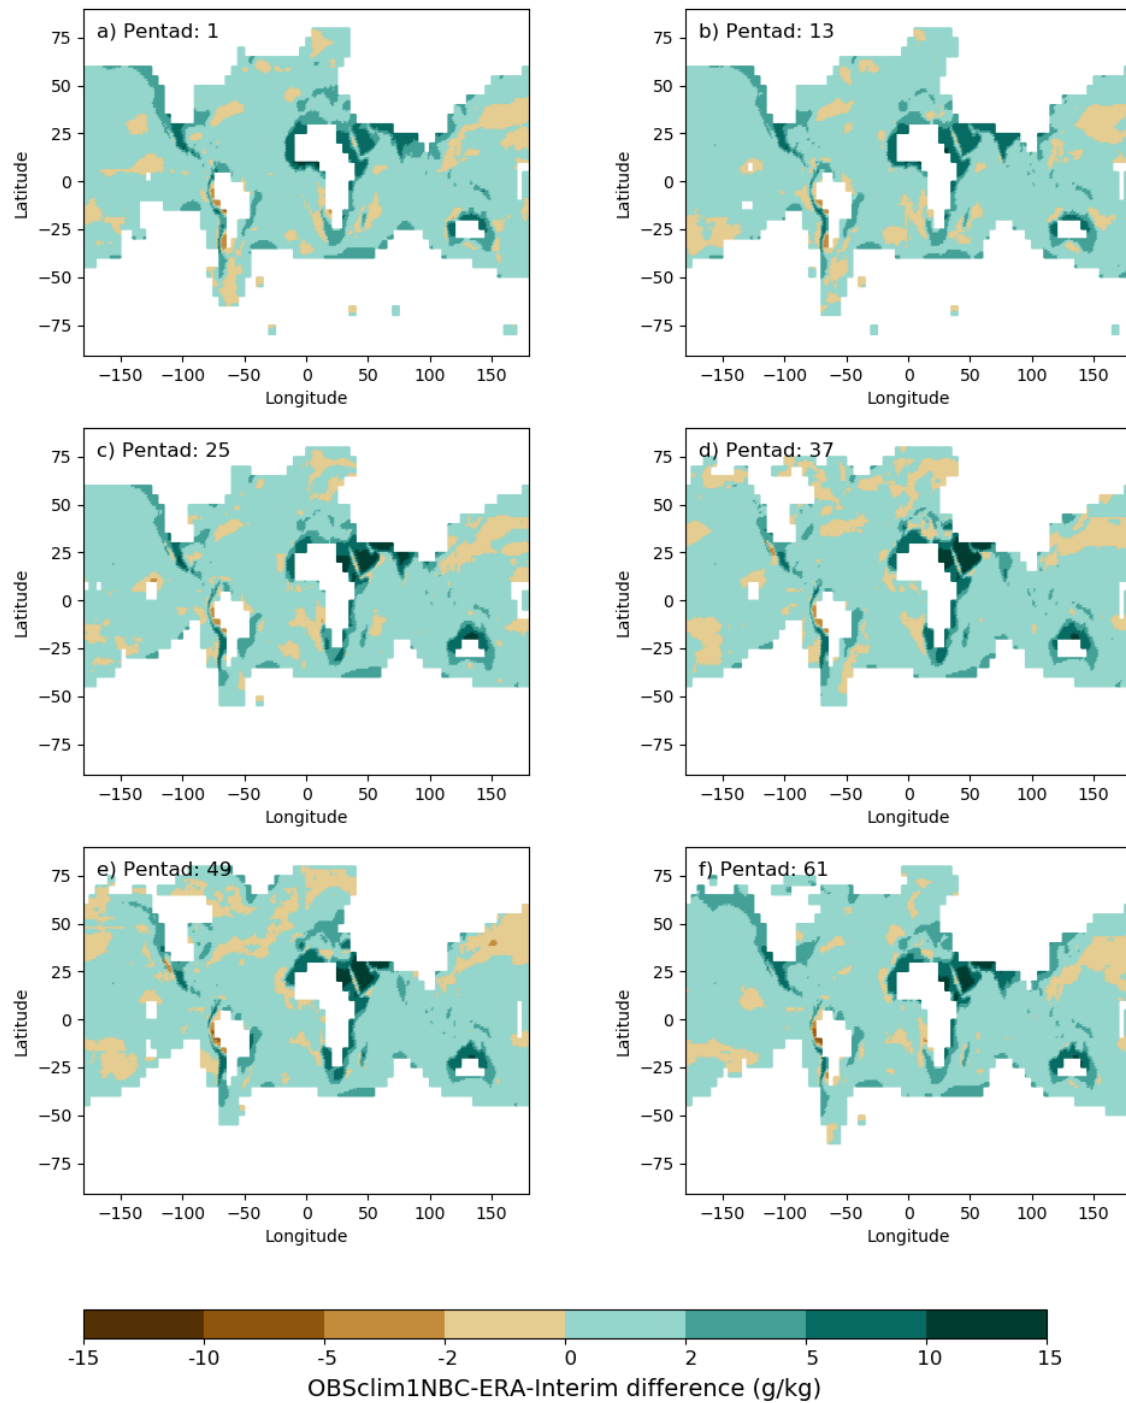 a) Pentad: 1
75
50
25
0
−25
−50
−75
Latitude
−150 −100 −50 0 50 100 150
Longitude
b) Pentad: 13
75
50
25
0
−25
−50
−75
Latitude
−150 −100 −50 0 50 100 150
Longitude
c) Pentad: 25
75
50
25
0
−25
−50
−75
Latitude
−150 −100 −50 0 50 100 150
Longitude
d) Pentad: 37
75
50
25
0
−25
−50
−75
Latitude
−150 −100 −50 0 50 100 150
Longitude
e) Pentad: 49
75
50
25
0
−25
−50
−75
Latitude
−150 −100 −50 0 50 100 150
Longitude
f) Pentad: 61
75
50
25
0
−25
−50
−75
Latitude
−150 −100 −50 0 50 100 150
Longitude
-15 -10 -5 -2 0 2 5 10 15
OBSclim1NBC-ERA-Interim difference (g/kg)